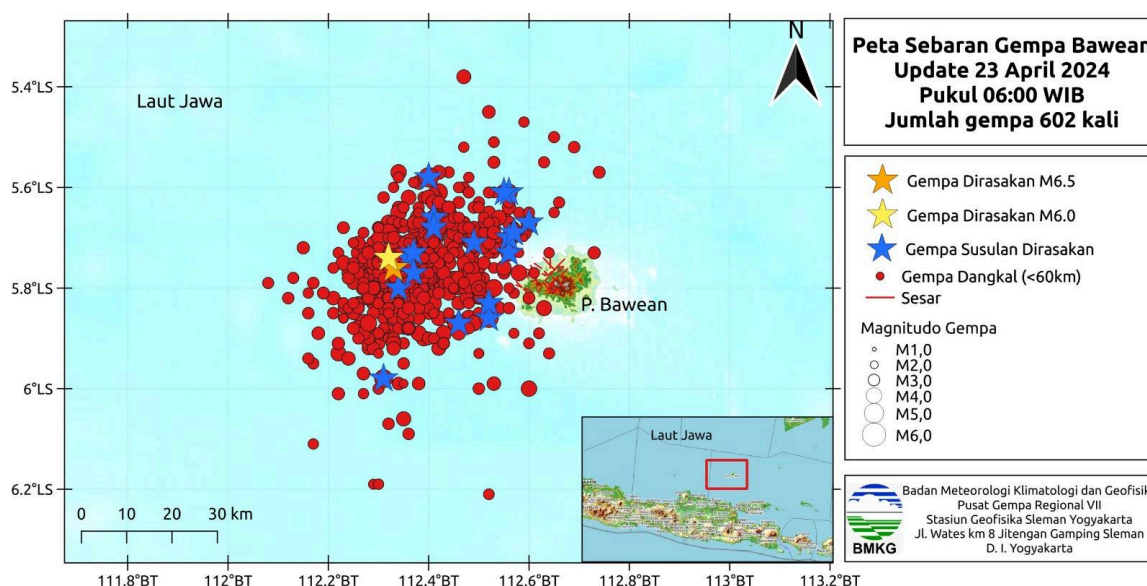 Peta Sebaran Gempa Bawean
Update 23 April 2024
Pukul 06:00 WIB
Jumlah gempa 602 kali
N
Laut Jawa
P. Bawean
5.4°LS
5.6°LS
5.8°LS
6°LS
6.2°LS
111.8°BT
112°BT
112.2°BT
112.4°BT
112.6°BT
112.8°BT
113°BT
113.2°BT
0 10 20 30 km
Laut Jawa
Gempa Dirasakan M6.5
Gempa Dirasakan M6.0
Gempa Susulan Dirasakan
Gempa Dangkal (<60km)
Sesar
Magnitudo Gempa
M1,0
M2,0
M3,0
M4,0
M5,0
M6,0
BMKG
Badan Meteorologi Klimatologi dan Geofisik
Pusat Gempa Regional VII
Stasiun Geofisika Sleman Yogyakarta
Jl. Wates km 8 Jitengan Gamping Sleman
D. I. Yogyakarta